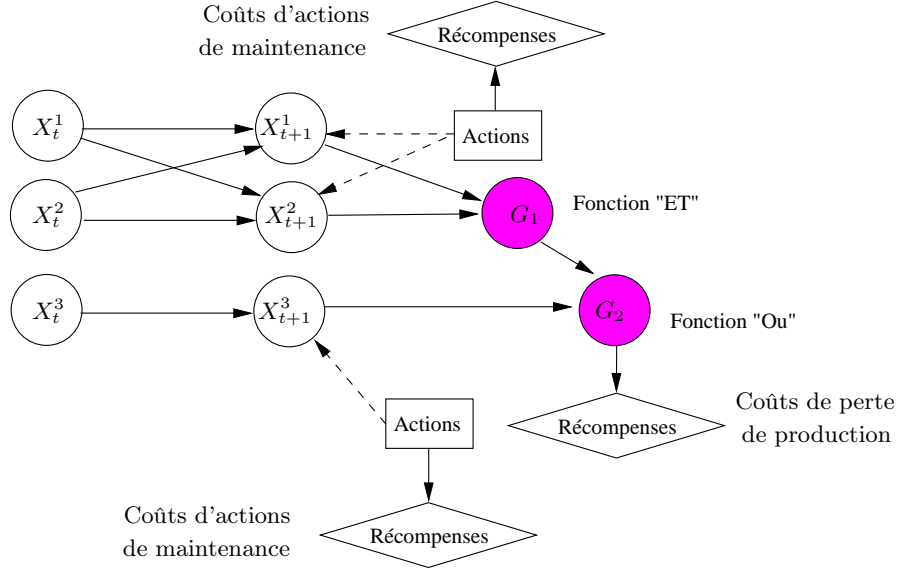 Coûts d'actions
de maintenance
Récompenses
X_t^1
X_{t+1}^1
Actions
X_t^2
X_{t+1}^2
G_1
Fonction "ET"
X_t^3
X_{t+1}^3
G_2
Fonction "Ou"
Actions
Récompenses
Coûts de perte
de production
Coûts d'actions
de maintenance
Récompenses